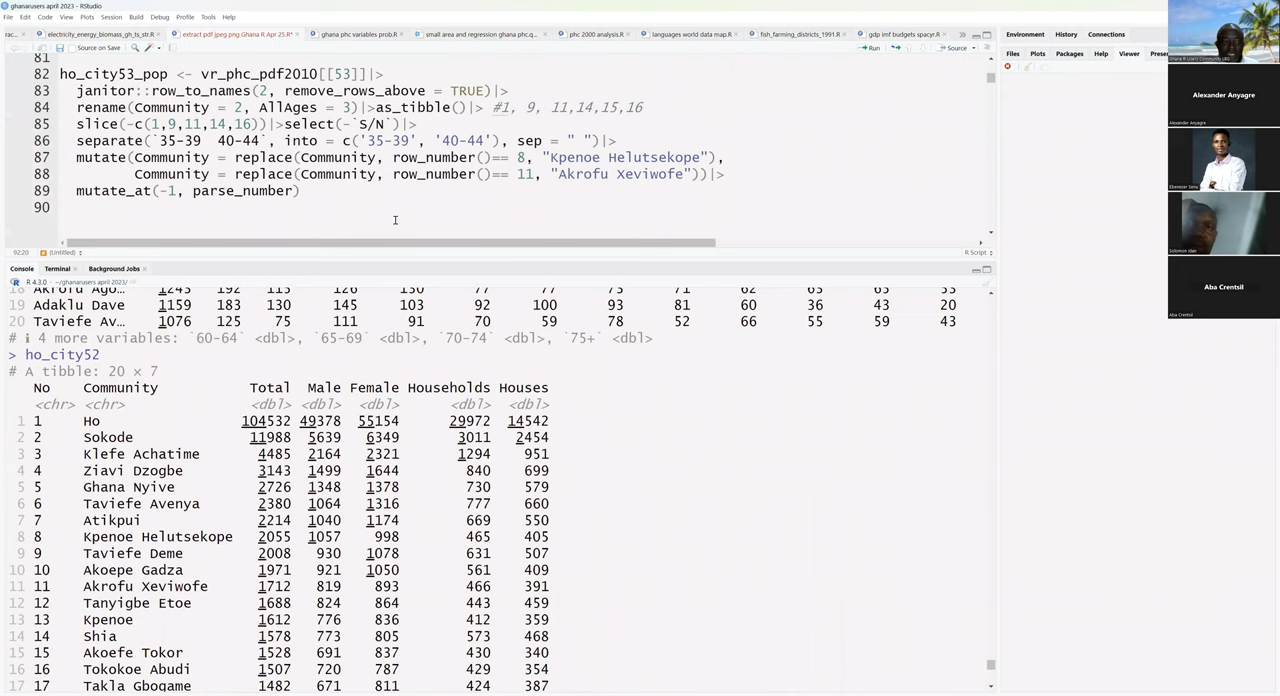 ghanarusers april 2023/ - RStudio
File Edit Code View Plots Session Build Debug Profile Tools Help
rac... electricity_energy_biomass_gh_ts_str.R extract pdf jpeg png Ghana R Apr 25.R* ghana phc variables prob.R small area and regression ghana phc.q... phc 2000 analysis.R languages world data map.R fish_farming_districts_1991.R gdp imf budgets spacyr.R
Source on Save Run Source
81
82 ho_city53_pop <- vr_phc_pdf2010[[53]]|>
83 janitor::row_to_names(2, remove_rows_above = TRUE)|>
84 rename(Community = 2, AllAges = 3)|>as_tibble()|> #1, 9, 11,14,15,16
85 slice(-c(1,9,11,14,16))|>select(-`S/N`)|>
86 separate(`35-39  40-44`, into = c('35-39', '40-44'), sep = " ")|>
87 mutate(Community = replace(Community, row_number()== 8, "Kpenoe Helutsekope"),
88 Community = replace(Community, row_number()== 11, "Akrofu Xeviwofe"))|>
89 mutate_at(-1, parse_number)
90
92:20 (Untitled) R Script
Console Terminal Background Jobs
R 4.3.0 · ~/ghanarusers april 2023/
19 Adaklu Dave 1159 183 130 145 103 92 100 93 81 60 36 43 20
20 Taviefe Av… 1076 125 75 111 91 70 59 78 52 66 55 59 43
# ℹ 4 more variables: `60-64` <dbl>, `65-69` <dbl>, `70-74` <dbl>, `75+` <dbl>
> ho_city52
# A tibble: 20 × 7
No Community Total Male Female Households Houses
<chr> <chr> <dbl> <dbl> <dbl> <dbl> <dbl>
1 1 Ho 104532 49378 55154 29972 14542
2 2 Sokode 11988 5639 6349 3011 2454
3 3 Klefe Achatime 4485 2164 2321 1294 951
4 4 Ziavi Dzogbe 3143 1499 1644 840 699
5 5 Ghana Nyive 2726 1348 1378 730 579
6 6 Taviefe Avenya 2380 1064 1316 777 660
7 7 Atikpui 2214 1040 1174 669 550
8 8 Kpenoe Helutsekope 2055 1057 998 465 405
9 9 Taviefe Deme 2008 930 1078 631 507
10 10 Akoepe Gadza 1971 921 1050 561 409
11 11 Akrofu Xeviwofe 1712 819 893 466 391
12 12 Tanyigbe Etoe 1688 824 864 443 459
13 13 Kpenoe 1612 776 836 412 359
14 14 Shia 1578 773 805 573 468
15 15 Akoefe Tokor 1528 691 837 430 340
16 16 Tokokoe Abudi 1507 720 787 429 354
17 17 Takla Gbogame 1482 671 811 424 387
Environment History Connections
Files Plots Packages Help Viewer Prese
Ghana R Users Community
Alexander Anyagre
Alexander Anyagre
Ebenezer
Solomon
Aba Crentsil
Aba Crentsil